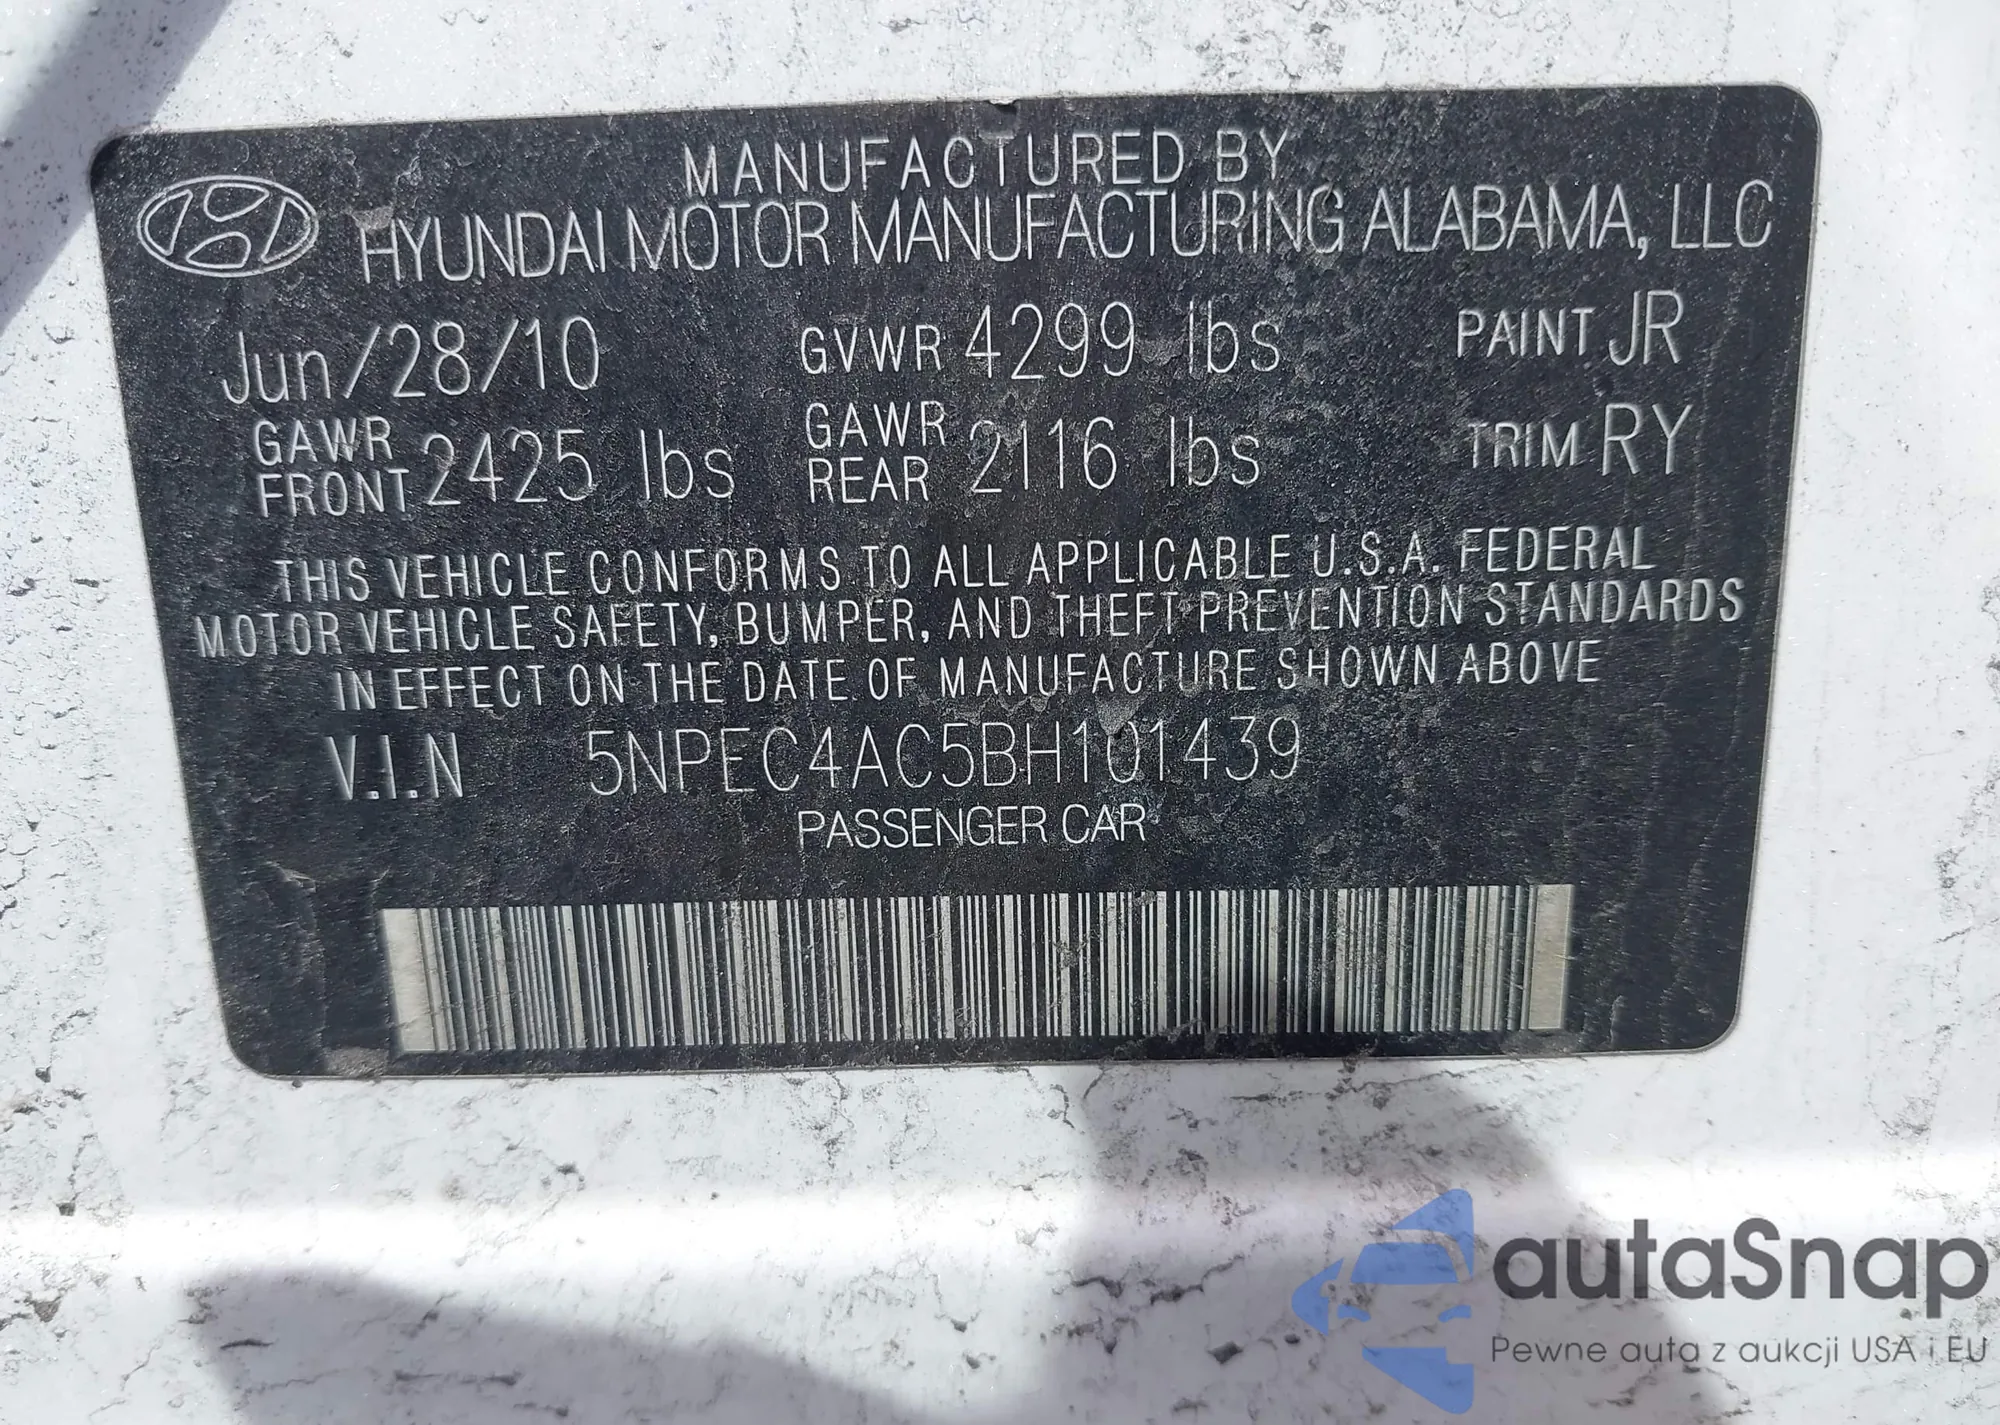 MANUFACTURED BY
HYUNDAI MOTOR MANUFACTURING ALABAMA, LLC
Jun/28/10 GVWR 4299 lbs PAINT JR
GAWR FRONT 2425 lbs GAWR REAR 2116 lbs TRIM RY
THIS VEHICLE CONFORMS TO ALL APPLICABLE U.S.A. FEDERAL
MOTOR VEHICLE SAFETY, BUMPER, AND THEFT PREVENTION STANDARDS
IN EFFECT ON THE DATE OF MANUFACTURE SHOWN ABOVE
V.I.N 5NPEC4AC5BH101439
PASSENGER CAR
autaSnap
Pewne auta z aukcji USA i EU